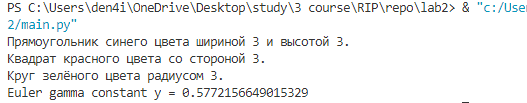 PS C:\Users\den4i\OneDrive\Desktop\study\3 course\RIP\repo\lab2> & "c:/User
2/main.py"
Прямоугольник синего цвета шириной 3 и высотой 3.
Квадрат красного цвета со стороной 3.
Круг зелёного цвета радиусом 3.
Euler gamma constant y = 0.5772156649015329